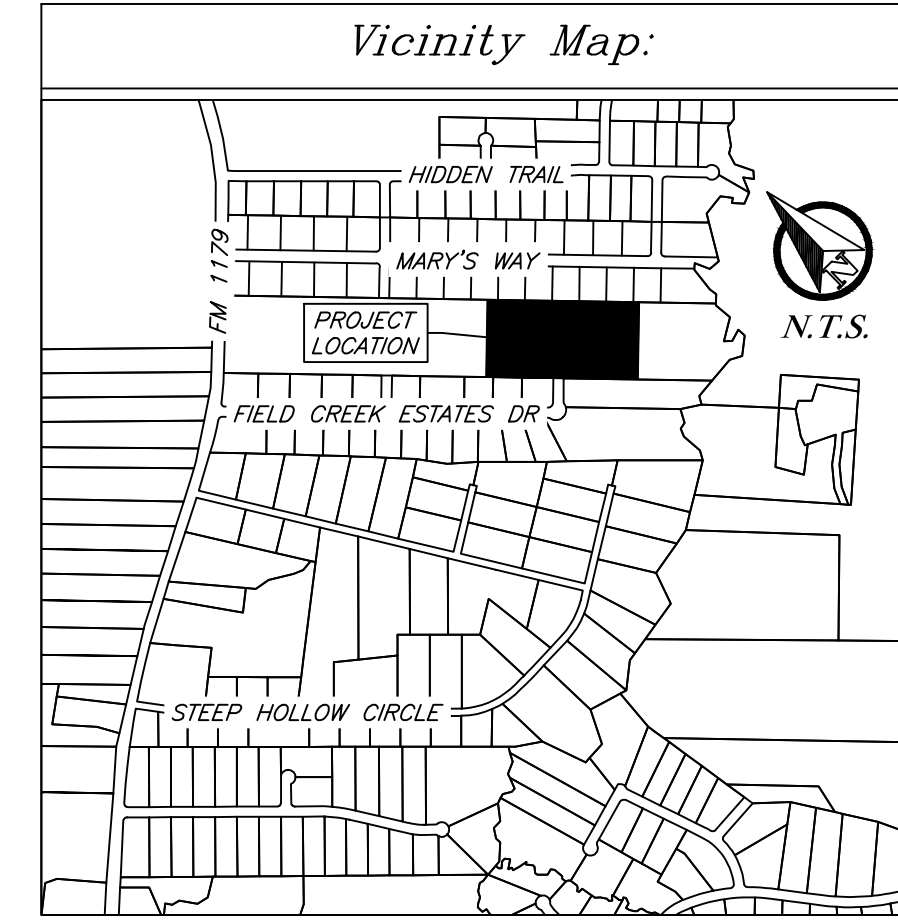 Vicinity Map:
HIDDEN TRAIL
FM 1179
MARY'S WAY
N
N.T.S.
PROJECT
LOCATION
FIELD CREEK ESTATES DR
STEEP HOLLOW CIRCLE